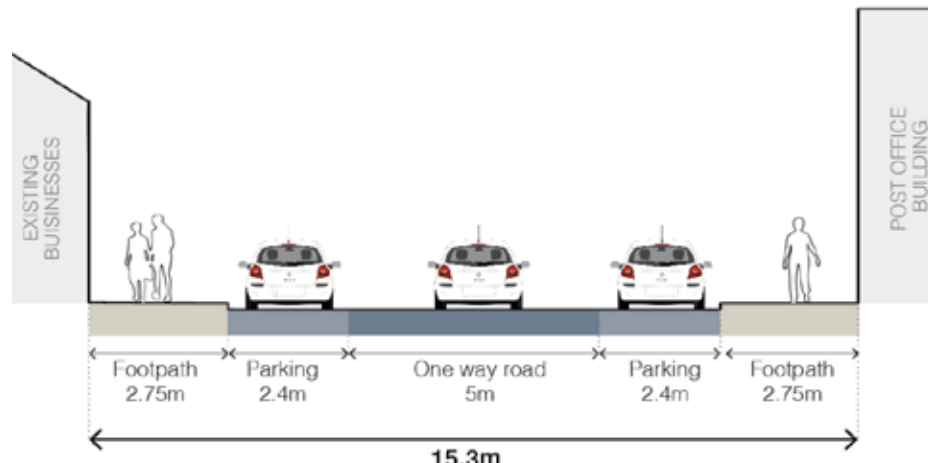 EXISTING
BUISINESSES
POST OFFICE
BUILDING
Footpath
2.75m
Parking
2.4m
One way road
5m
Parking
2.4m
Footpath
2.75m
15.3m